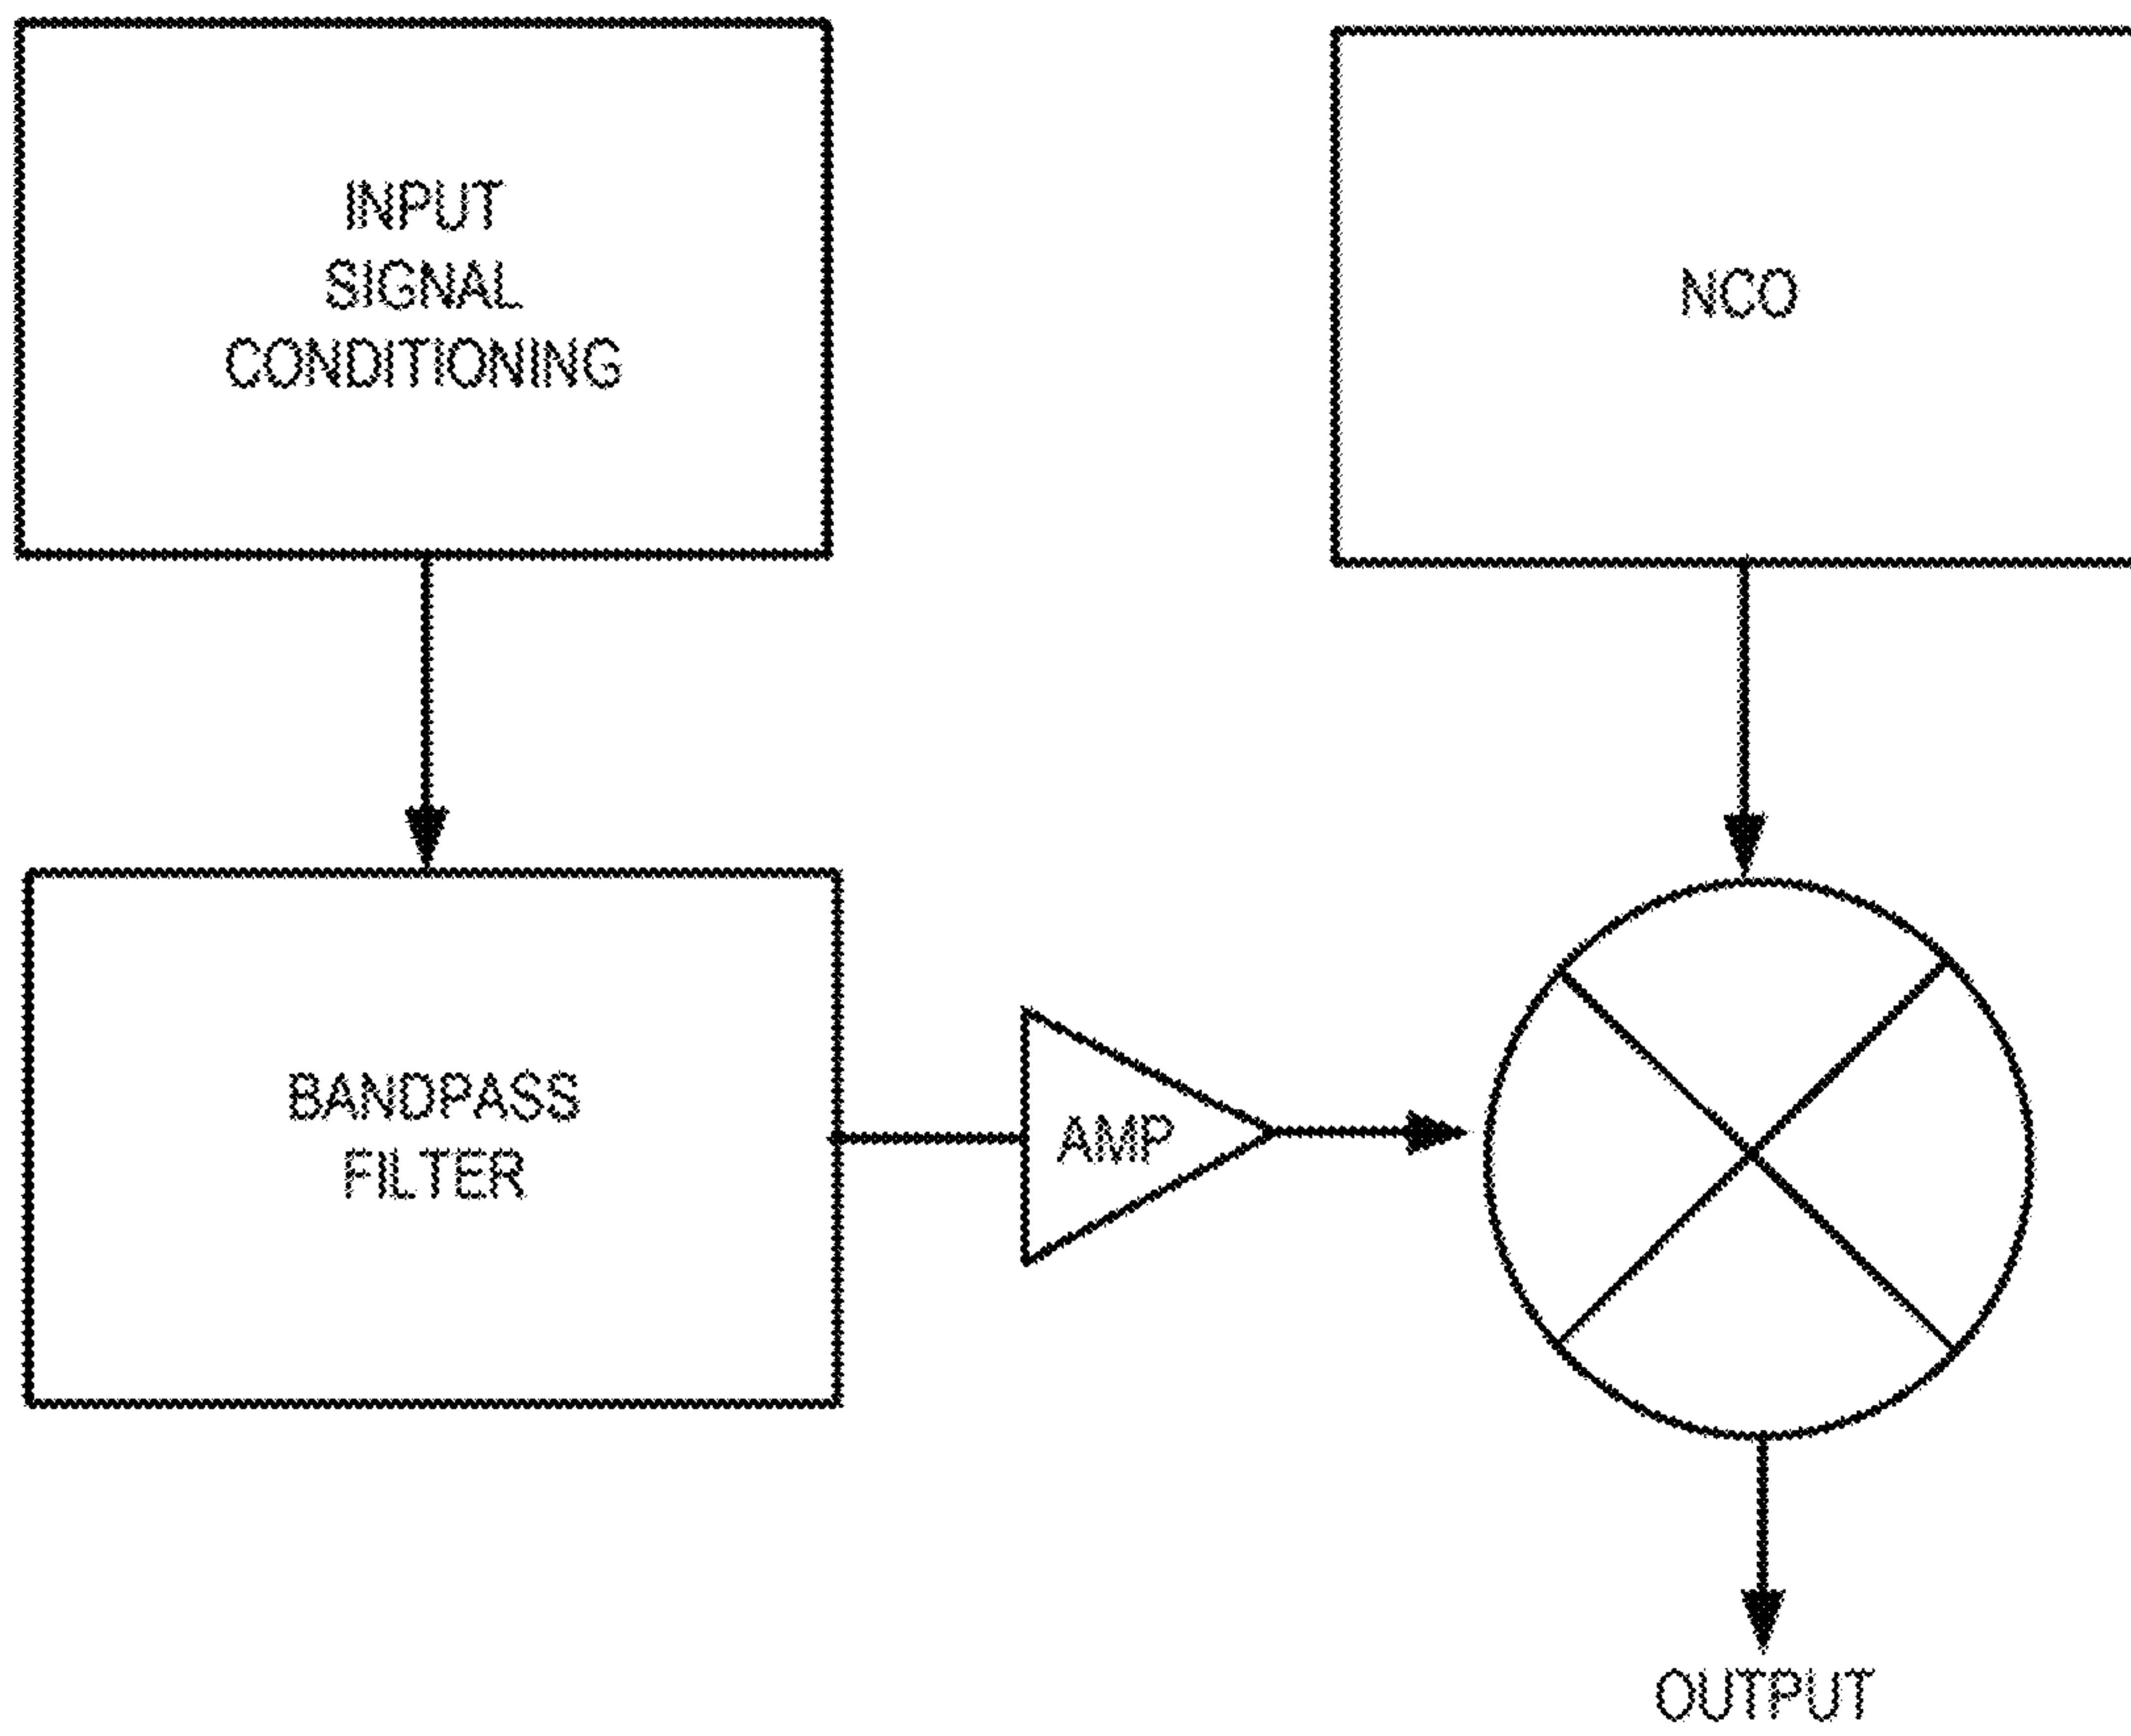 INPUT
SIGNAL
CONDITIONING
NCO
BANDPASS
FILTER
AMP
OUTPUT